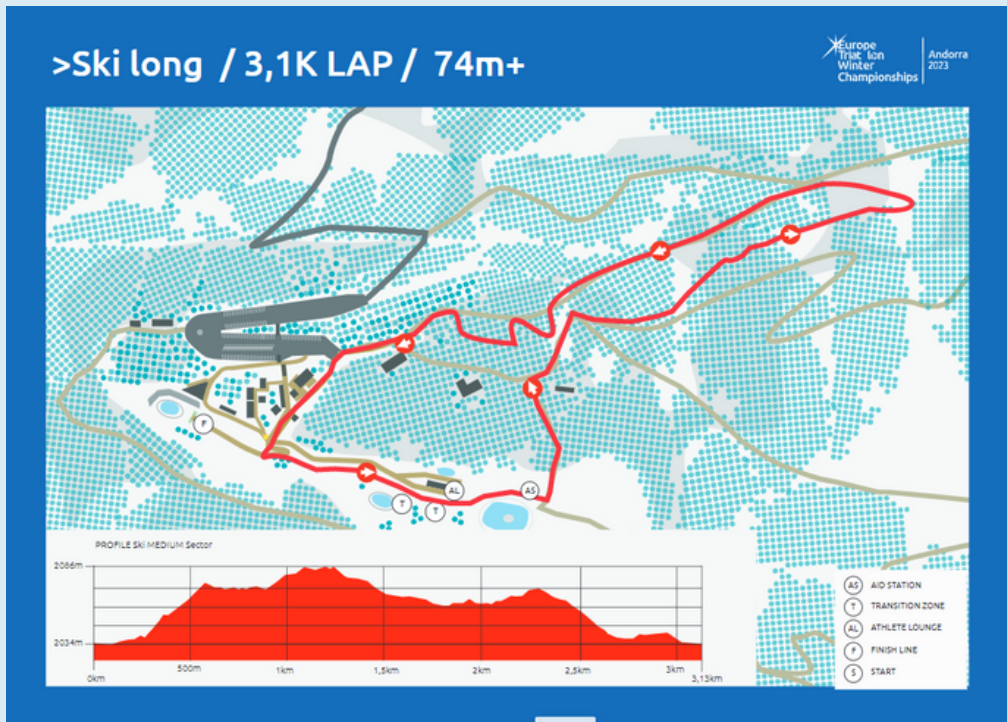 >Ski long / 3,1K LAP / 74m+
Europe
Triatlon
Winter
Championships
Andorra
2023
F
AL
AS
T
T
PROFILE Ski MEDIUM Sector
2086m
2034m
0km
500m
1km
1,5km
2km
2,5km
3km
3,13km
AS AID STATION
T TRANSITION ZONE
AL ATHLETE LOUNGE
F FINISH LINE
S START